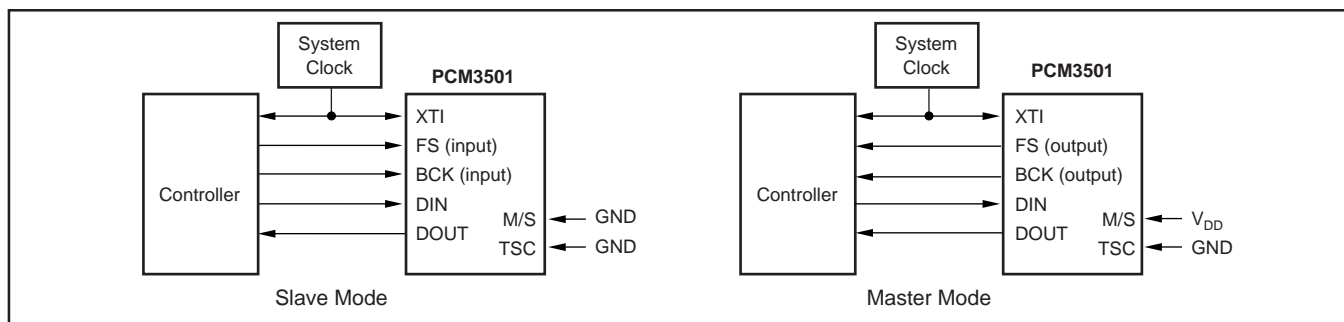 System
Clock
PCM3501
Controller
XTI
FS (input)
BCK (input)
DIN
DOUT
M/S
TSC
GND
GND
Slave Mode
System
Clock
PCM3501
Controller
XTI
FS (output)
BCK (output)
DIN
DOUT
M/S
TSC
VDD
GND
Master Mode